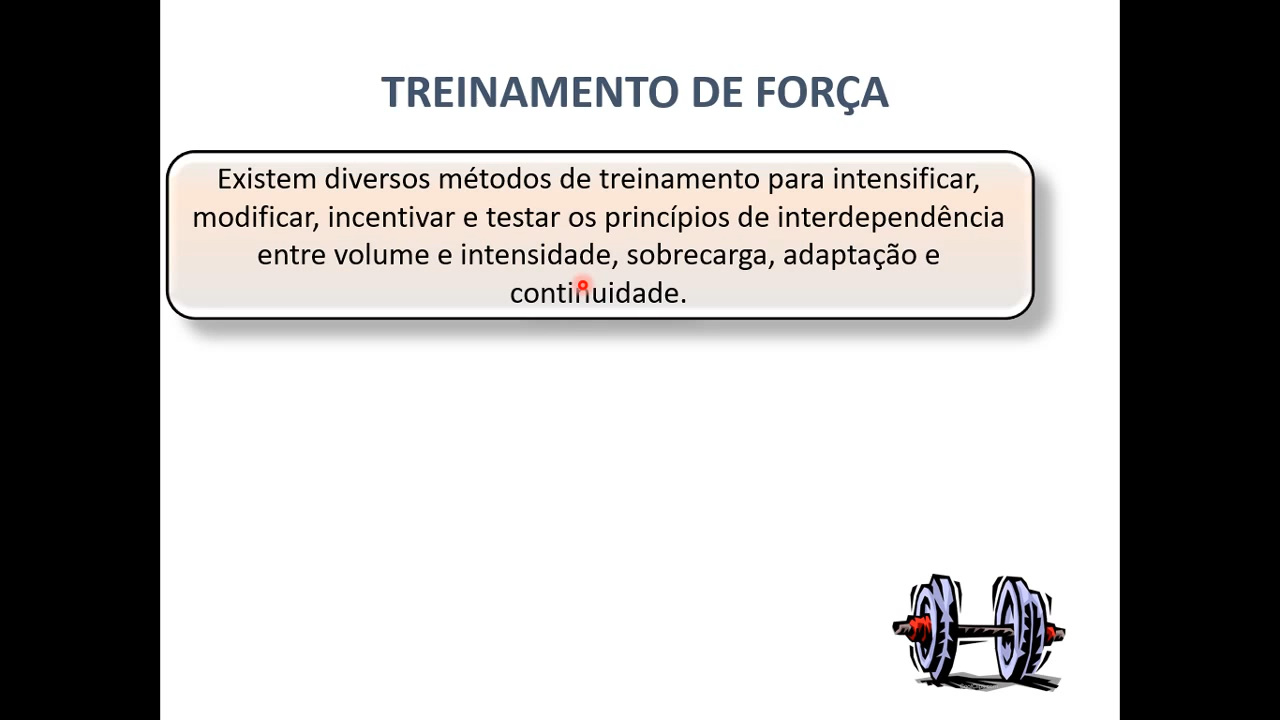 TREINAMENTO DE FORÇA
Existem diversos métodos de treinamento para intensificar,
modificar, incentivar e testar os princípios de interdependência
entre volume e intensidade, sobrecarga, adaptação e
continuidade.